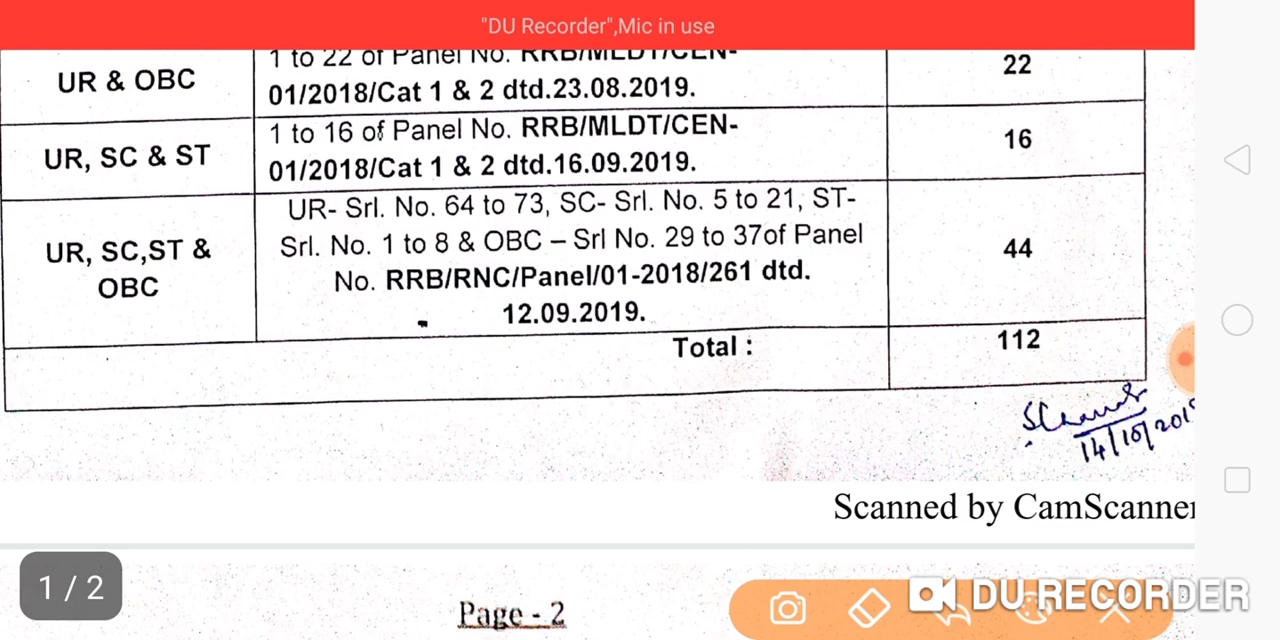 "DU Recorder",Mic in use
1 to 22 of Panel No. RRB/MLDT/CEN-
UR & OBC
01/2018/Cat 1 & 2 dtd.23.08.2019.
22
1 to 16 of Panel No. RRB/MLDT/CEN-
UR, SC & ST
01/2018/Cat 1 & 2 dtd.16.09.2019.
16
UR- Srl. No. 64 to 73, SC- Srl. No. 5 to 21, ST-
UR, SC,ST &
OBC
Srl. No. 1 to 8 & OBC – Srl No. 29 to 37of Panel
No. RRB/RNC/Panel/01-2018/261 dtd.
12.09.2019.
44
Total :
112
14/10/201
Scanned by CamScanner
1 / 2
Page - 2
DU RECORDER